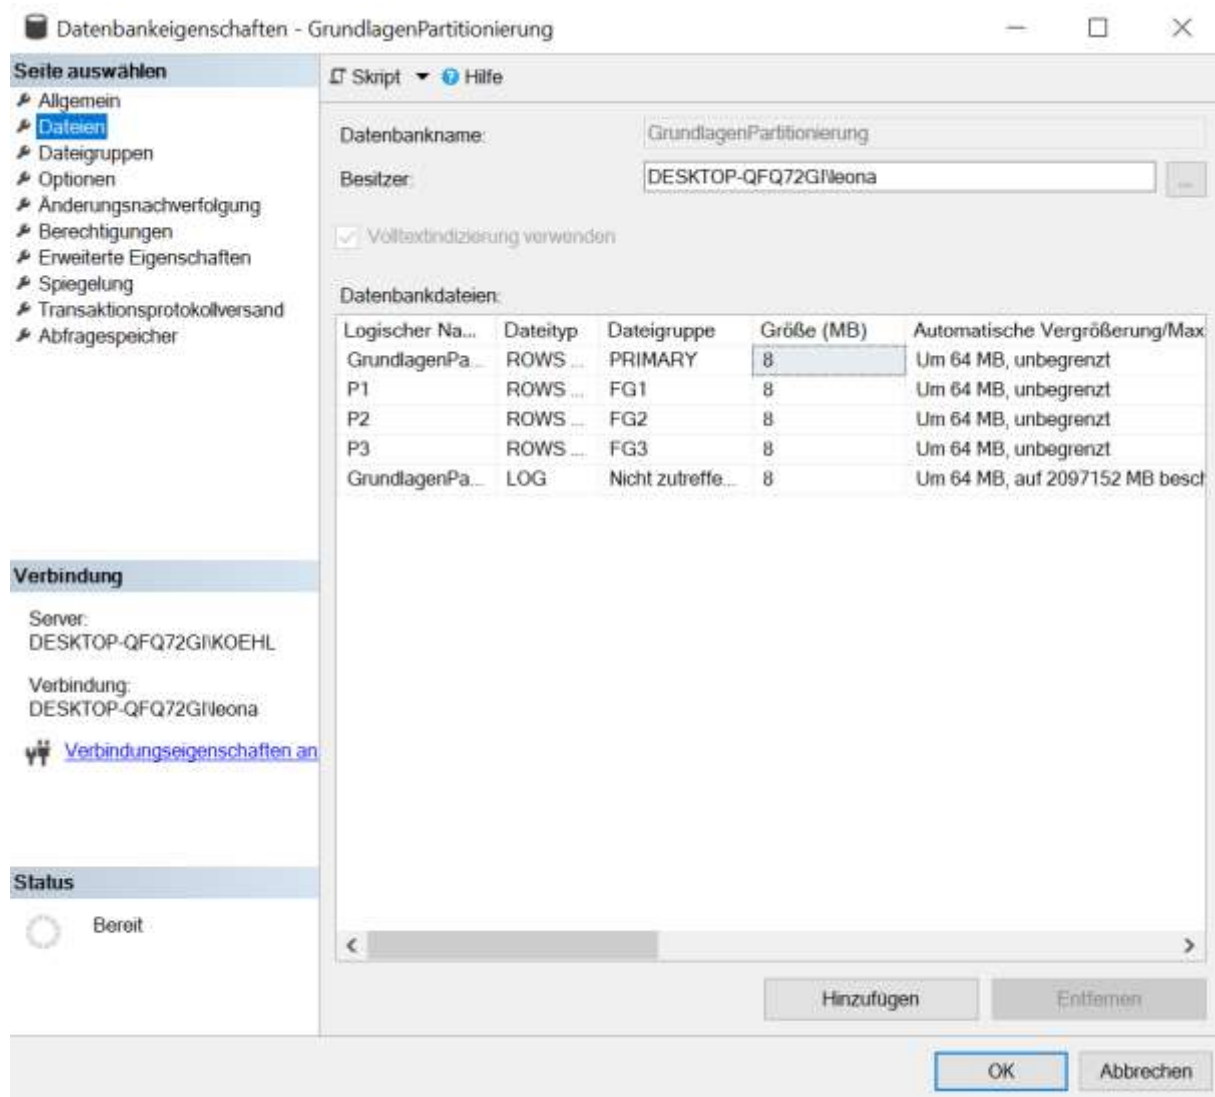 Datenbankeigenschaften - GrundlagenPartitionierung
Seite auswählen
Allgemein
Dateien
Dateigruppen
Optionen
Änderungsnachverfolgung
Berechtigungen
Erweiterte Eigenschaften
Spiegelung
Transaktionsprotokollversand
Abfragespeicher
Verbindung
Server:
DESKTOP-QFQ72GI\KOEHL
Verbindung:
DESKTOP-QFQ72GI\leona
Verbindungseigenschaften an
Status
Bereit
Skript Hilfe
Datenbankname: GrundlagenPartitionierung
Besitzer: DESKTOP-QFQ72GI\leona ...
Volltextindizierung verwenden
Datenbankdateien:
Logischer Na... Dateityp Dateigruppe Größe (MB) Automatische Vergrößerung/Max
GrundlagenPa... ROWS ... PRIMARY 8 Um 64 MB, unbegrenzt
P1 ROWS ... FG1 8 Um 64 MB, unbegrenzt
P2 ROWS ... FG2 8 Um 64 MB, unbegrenzt
P3 ROWS ... FG3 8 Um 64 MB, unbegrenzt
GrundlagenPa... LOG Nicht zutreffe... 8 Um 64 MB, auf 2097152 MB besch
Hinzufügen Entfernen
OK Abbrechen